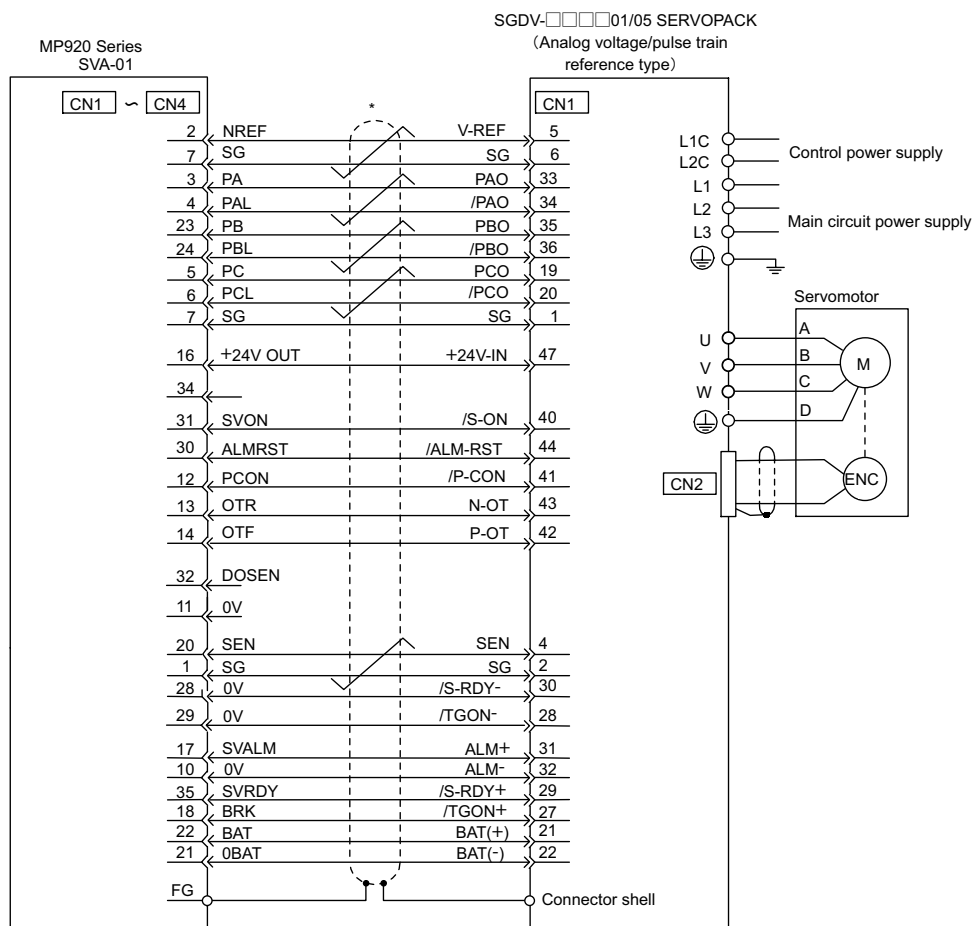 SGDV-□□□□01/05 SERVOPACK
(Analog voltage/pulse train
reference type)
MP920 Series
SVA-01
CN1 ~ CN4
*
CN1
2 NREF V-REF 5
7 SG SG 6
3 PA PAO 33
4 PAL /PAO 34
23 PB PBO 35
24 PBL /PBO 36
5 PC PCO 19
6 PCL /PCO 20
7 SG SG 1
16 +24V OUT +24V-IN 47
34
31 SVON /S-ON 40
30 ALMRST /ALM-RST 44
12 PCON /P-CON 41
13 OTR N-OT 43
14 OTF P-OT 42
32 DOSEN
11 0V
20 SEN SEN 4
1 SG SG 2
28 0V /S-RDY- 30
29 0V /TGON- 28
17 SVALM ALM+ 31
10 0V ALM- 32
35 SVRDY /S-RDY+ 29
18 BRK /TGON+ 27
22 BAT BAT(+) 21
21 0BAT BAT(-) 22
FG Connector shell
L1C
L2C
Control power supply
L1
L2
L3
Main circuit power supply
Servomotor
U A
V B
W C
D
M
CN2
ENC